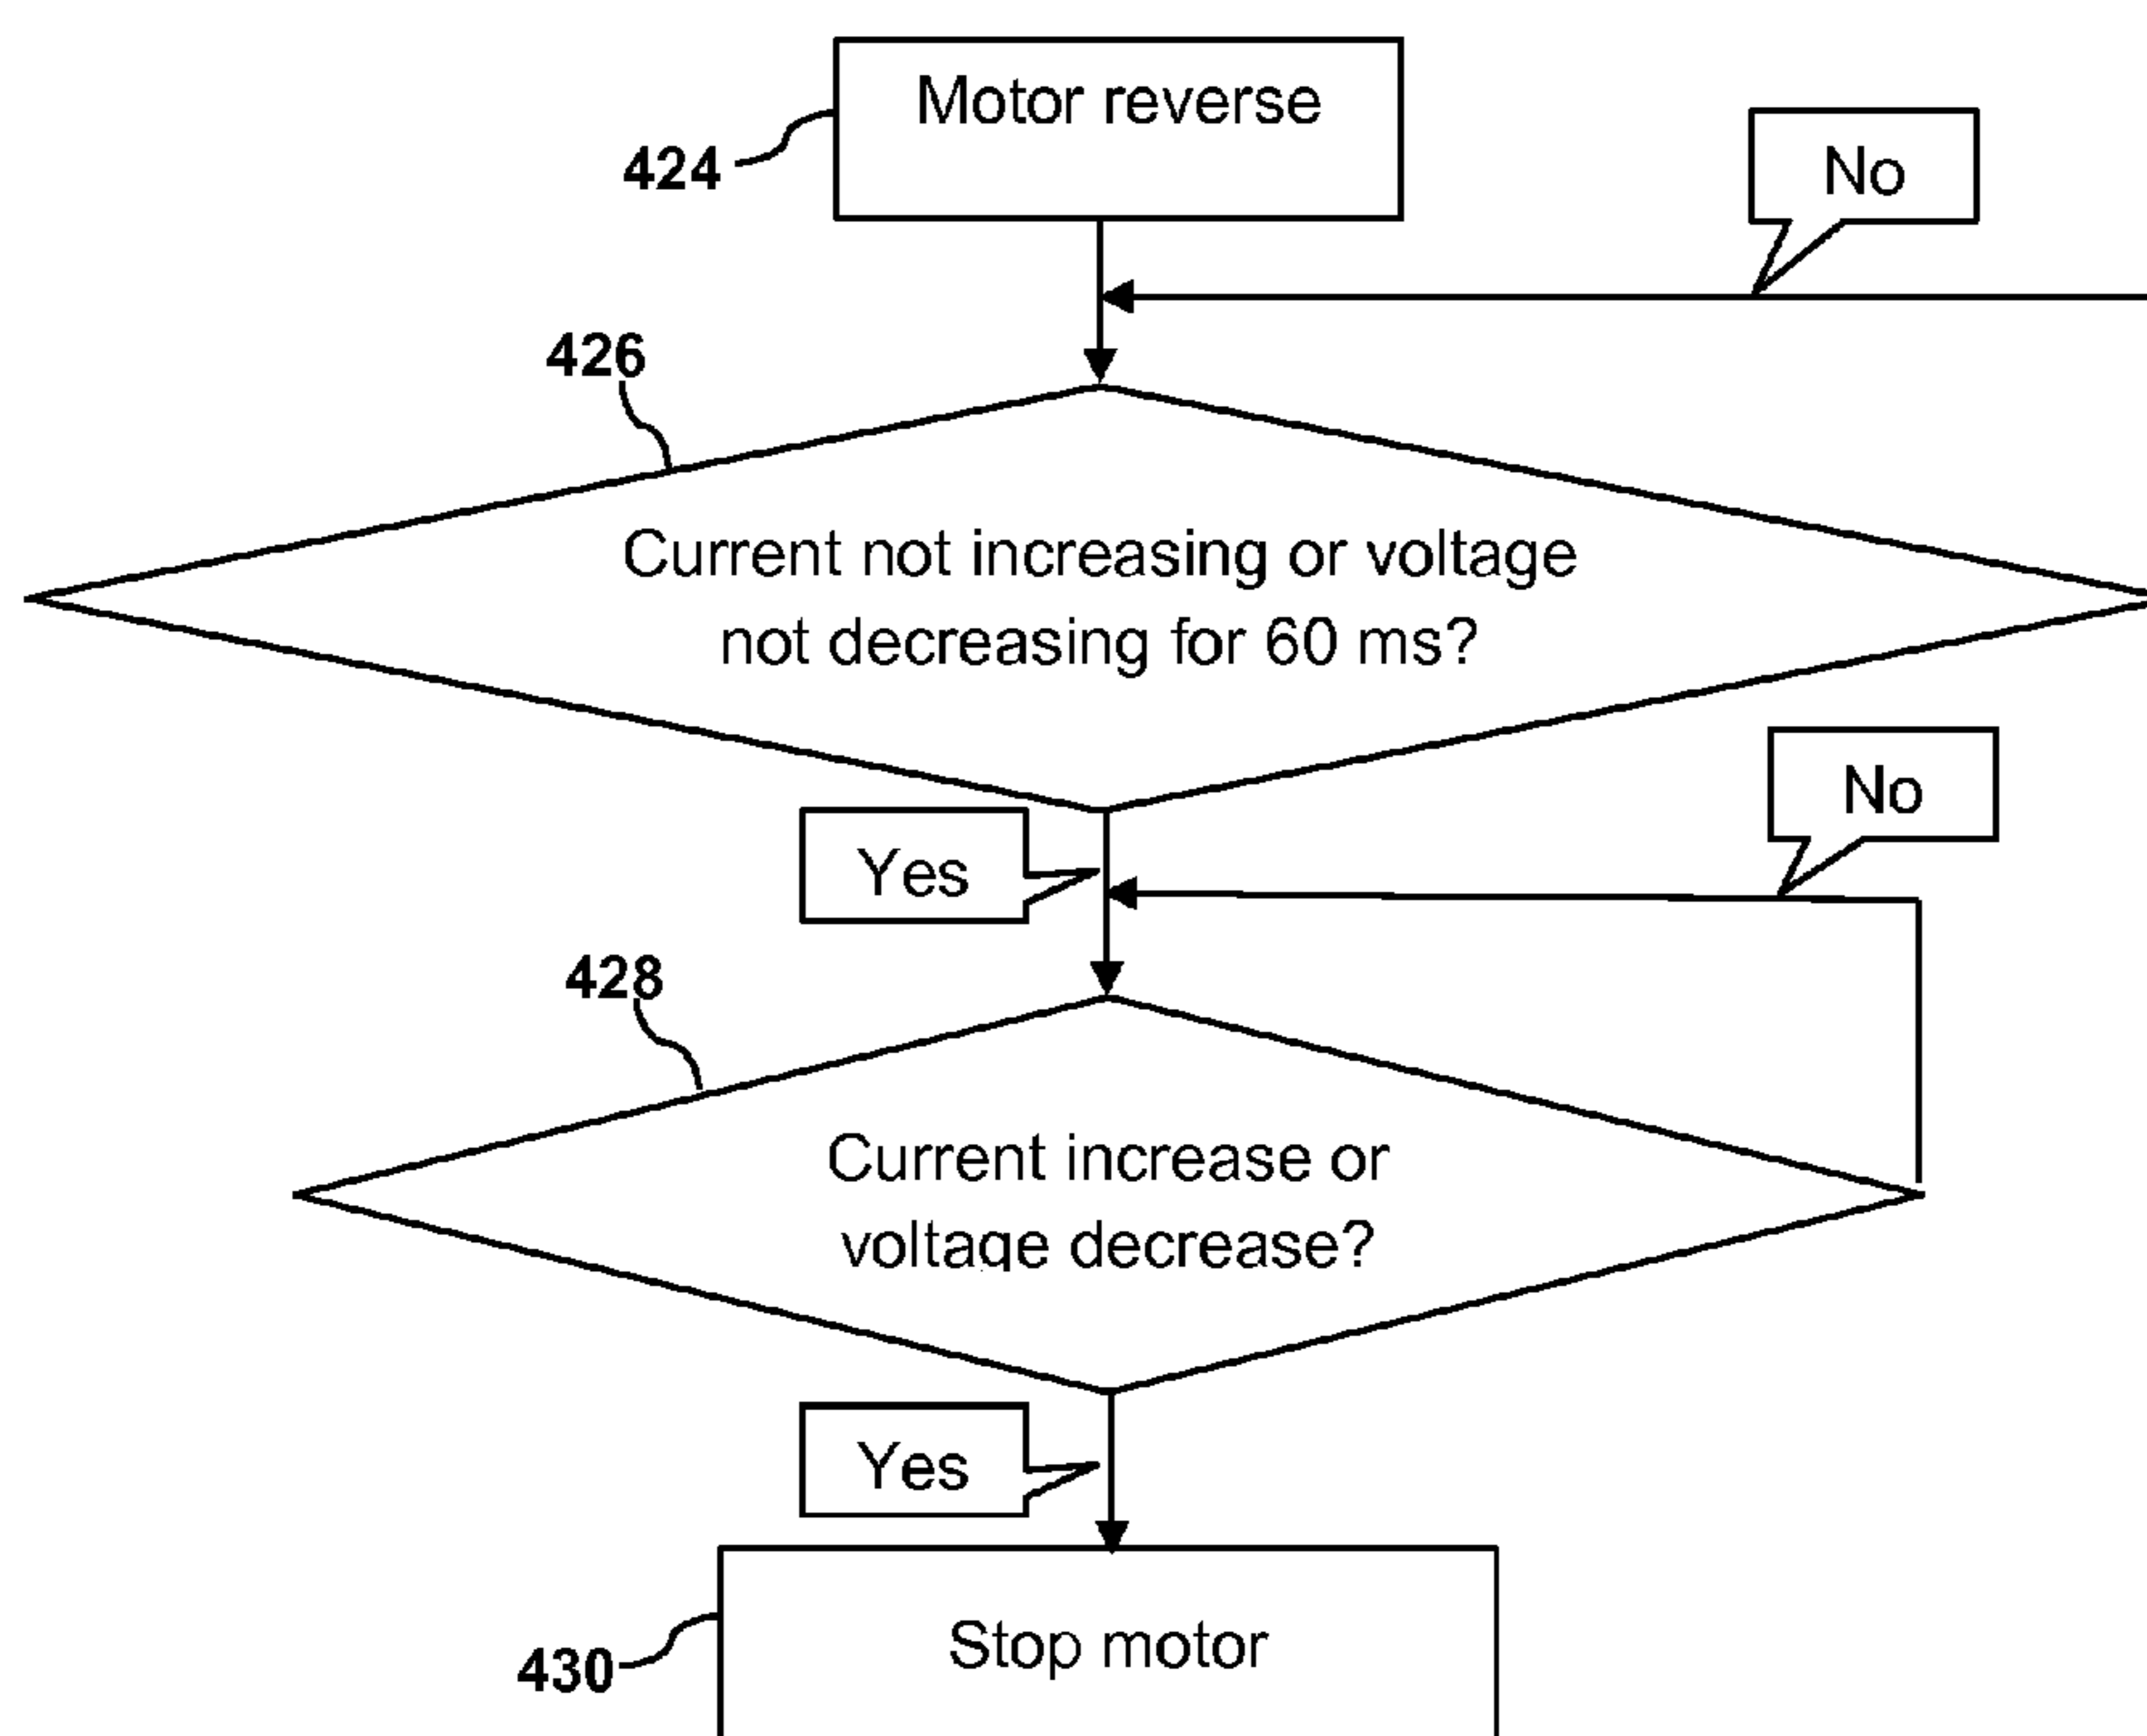 Motor reverse
424
No
426
Current not increasing or voltage
not decreasing for 60 ms?
No
Yes
428
Current increase or
voltage decrease?
Yes
Stop motor
430